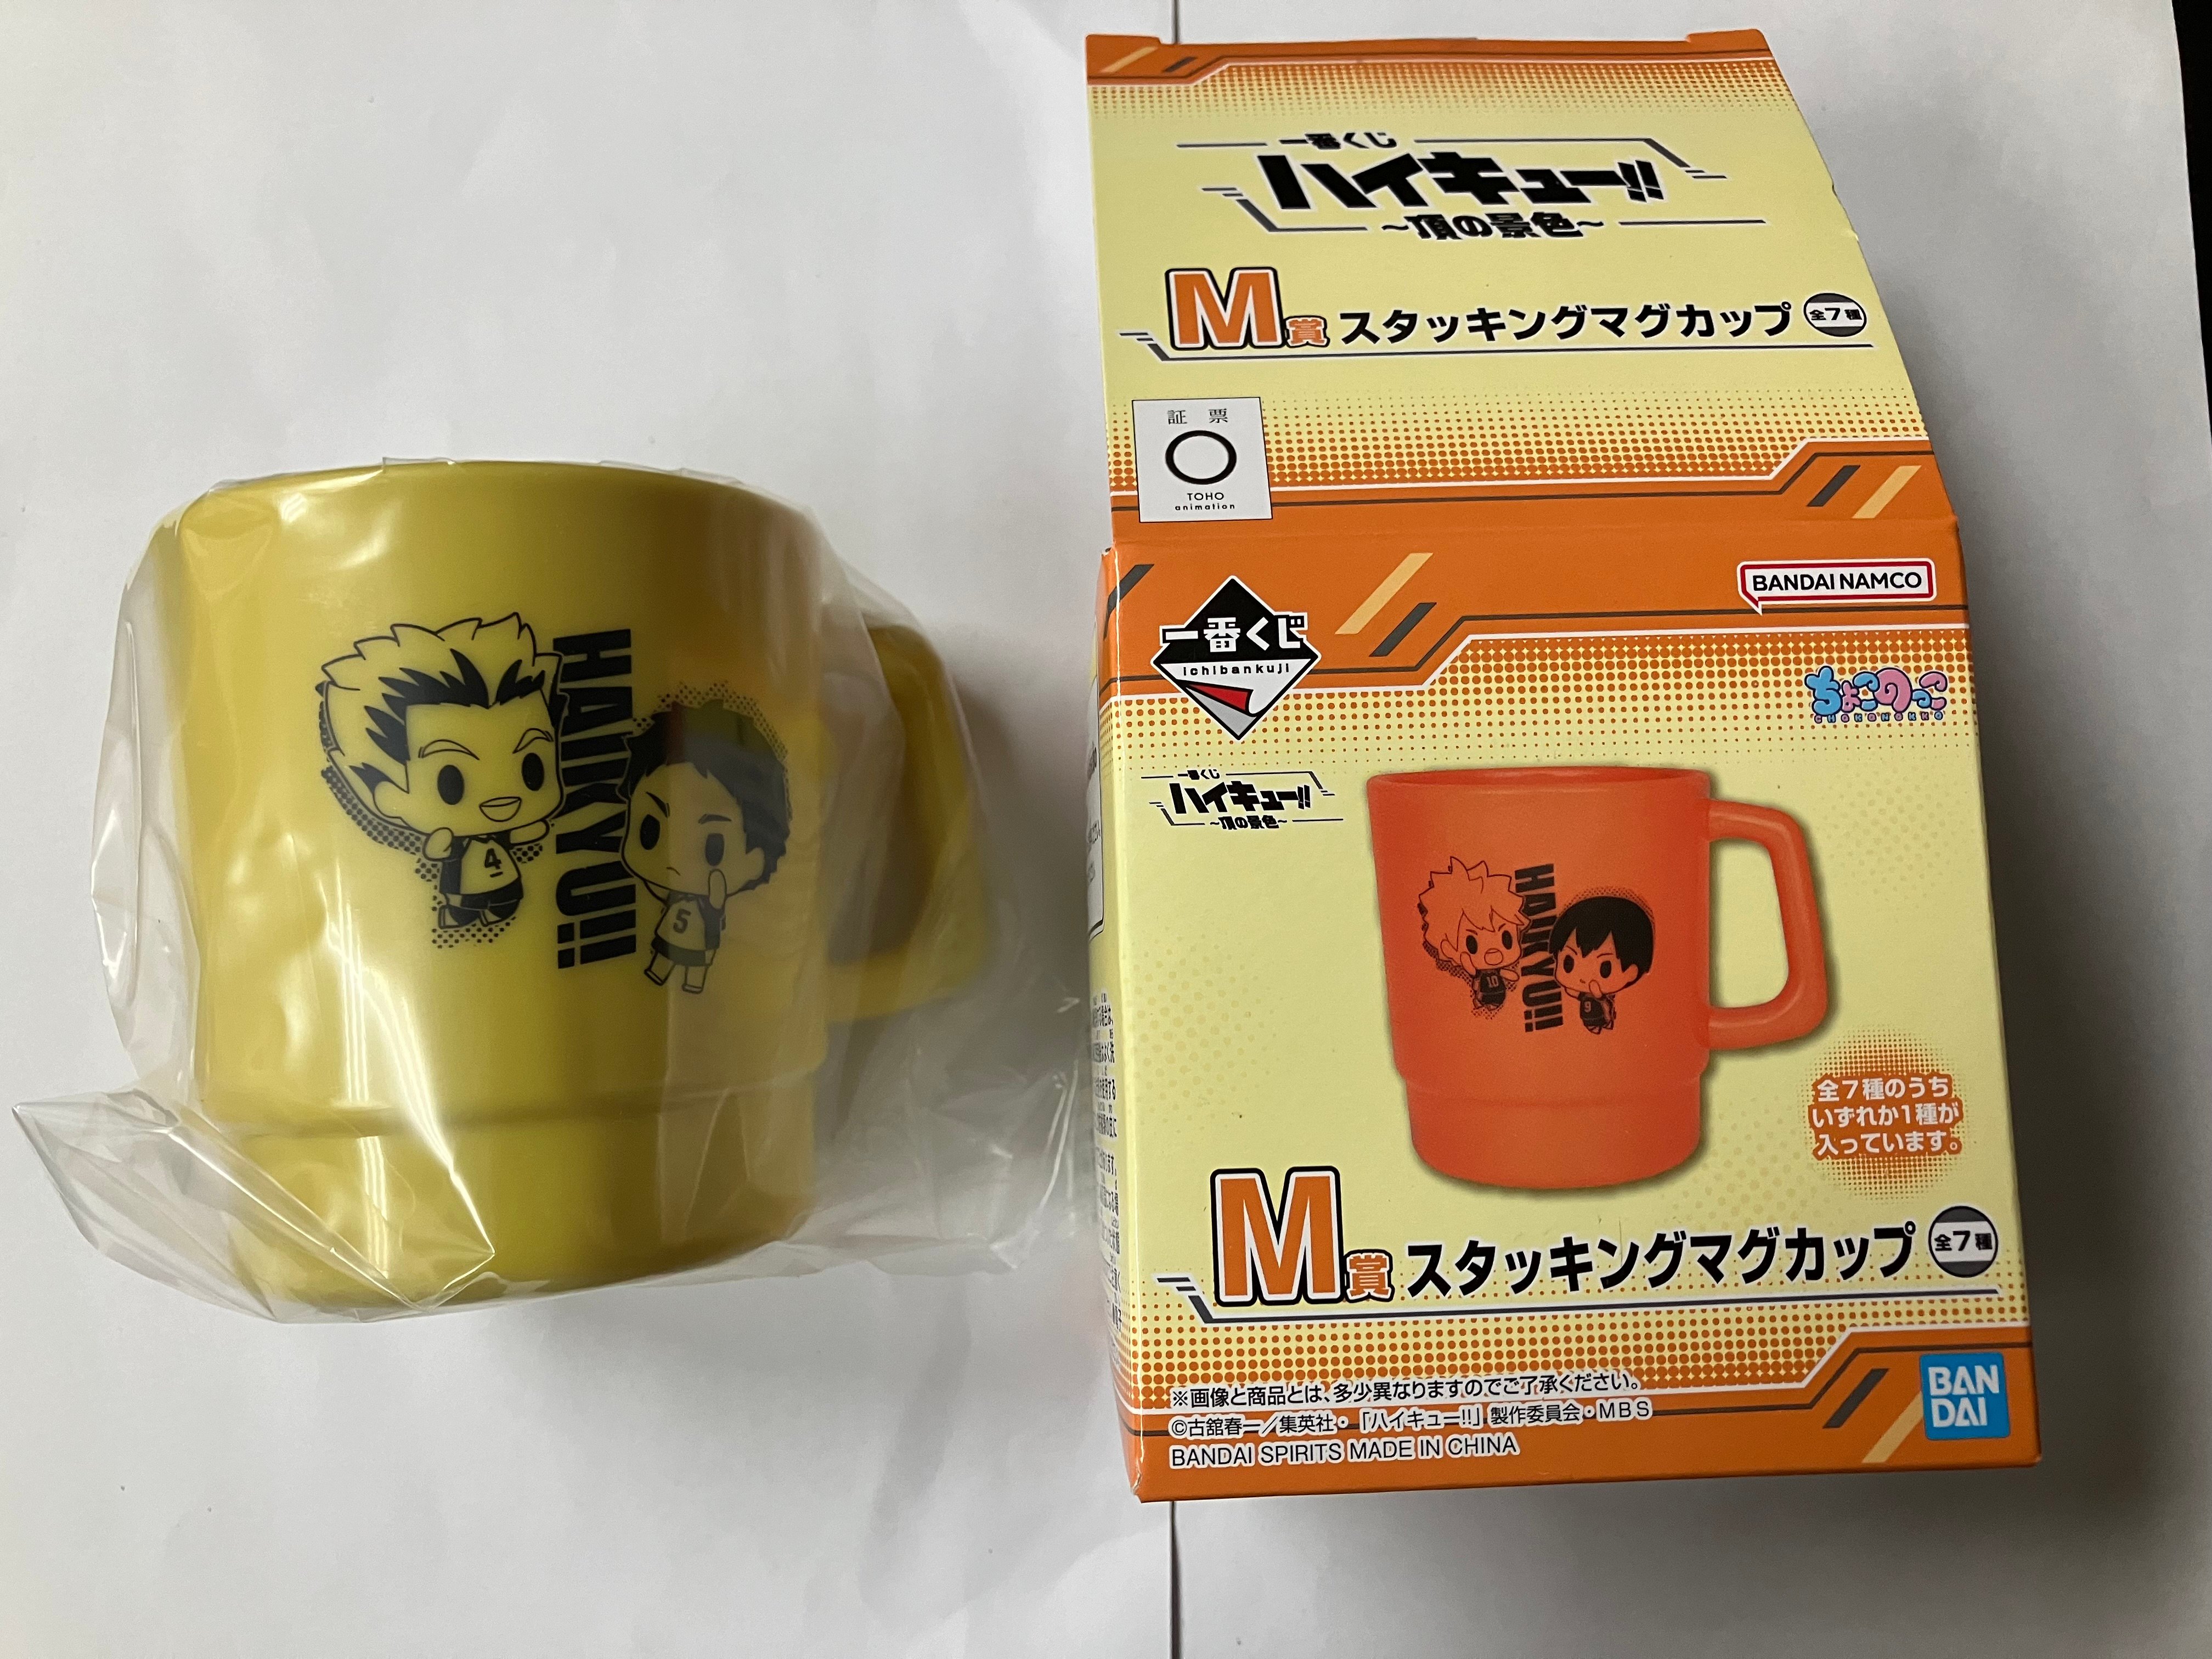 HAIKYU!!
4
5
一番くじ
ハイキュー!!
～頂の景色～
M賞 スタッキングマグカップ 全7種
証 票
TOHO
animation
BANDAI NAMCO
一番くじ
ichibankuji
ちょこのっこ
CHOKONOKKO
一番くじ
ハイキュー!!
～頂の景色～
HAIKYU!!
10
9
全7種のうち
いずれか1種が
入っています。
M賞 スタッキングマグカップ 全7種
※画像と商品とは、多少異なりますのでご了承ください。
©古舘春一／集英社・「ハイキュー!!」製作委員会・MBS
BANDAI SPIRITS MADE IN CHINA
BAN
DAI